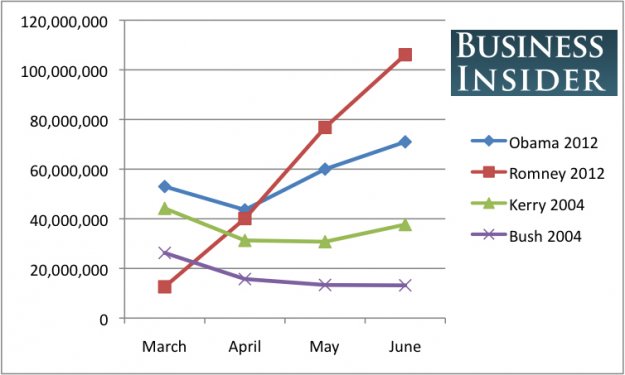 120,000,000
100,000,000
80,000,000
60,000,000
40,000,000
20,000,000
0
March April May June
BUSINESS
INSIDER
Obama 2012
Romney 2012
Kerry 2004
Bush 2004